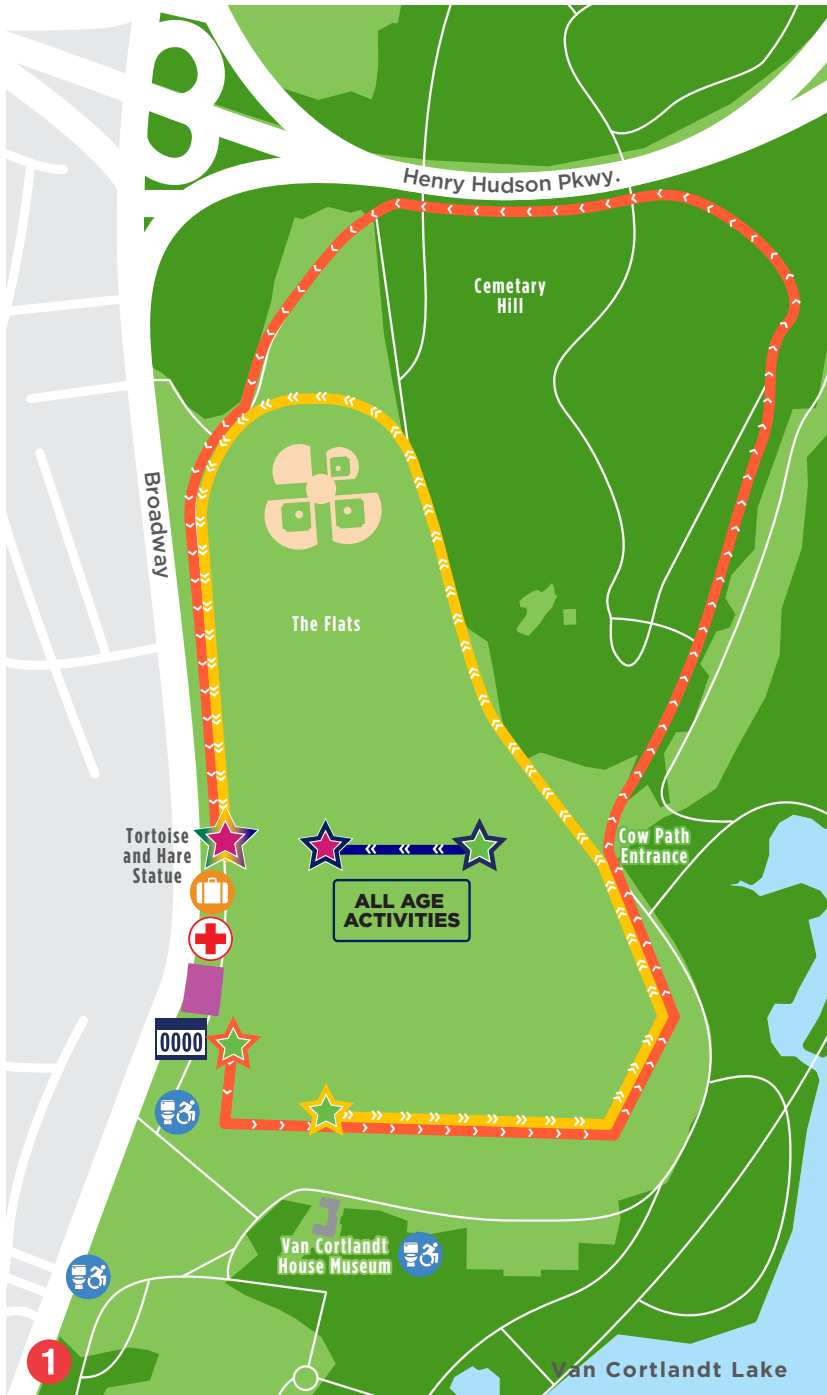 Henry Hudson Pkwy.
Cemetary
Hill
Broadway
The Flats
Tortoise
and Hare
Statue
Cow Path
Entrance
ALL AGE
ACTIVITIES
0000
Van Cortlandt
House Museum
1
Van Cortlandt Lake